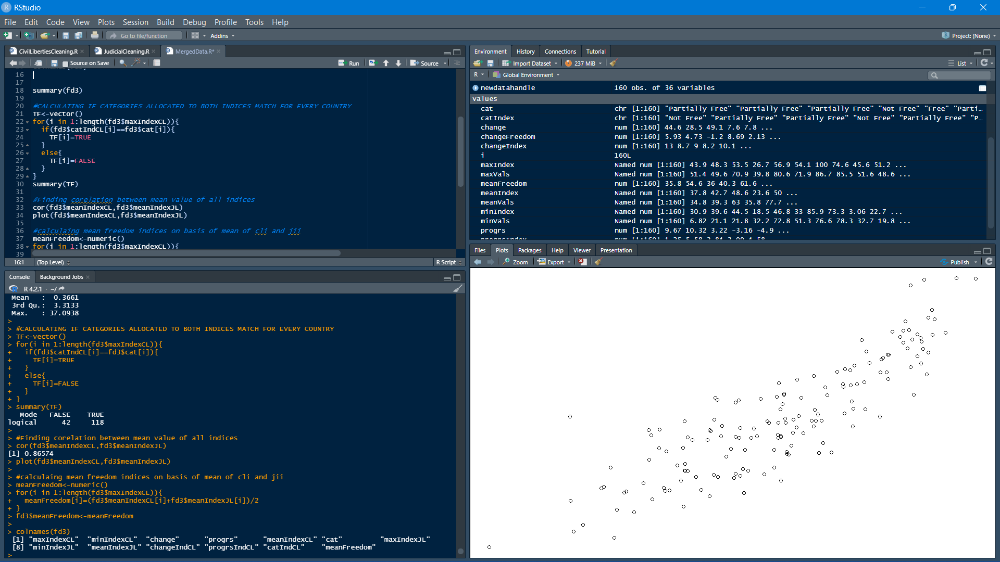 RStudio
File Edit Code View Plots Session Build Debug Profile Tools Help
Go to file/function Addins Project: (None)
CivilLibertiesCleaning.R JudicialCleaning.R MergedData.R*
Source on Save Run Source
16
17
18 summary(fd3)
19
20 #CALCULATING IF CATEGORIES ALLOCATED TO BOTH INDICES MATCH FOR EVERY COUNTRY
21 TF<-vector()
22 for(i in 1:length(fd3$maxIndexCL)){
23 if(fd3$catIndCL[i]==fd3$cat[i]){
24 TF[i]=TRUE
25 }
26 else{
27 TF[i]=FALSE
28 }
29 }
30 summary(TF)
31
32 #Finding corelation between mean value of all indices
33 cor(fd3$meanIndexCL,fd3$meanIndexJL)
34 plot(fd3$meanIndexCL,fd3$meanIndexJL)
35
36 #calculaing mean freedom indices on basis of mean of cli and jii
37 meanFreedom<-numeric()
38 for(i in 1:length(fd3$maxIndexCL)){
39
16:1 (Top Level) R Script
Console Background Jobs
R 4.2.1 · ~/
Mean : 0.3661
3rd Qu.: 3.3133
Max. : 37.0938
>
> #CALCULATING IF CATEGORIES ALLOCATED TO BOTH INDICES MATCH FOR EVERY COUNTRY
> TF<-vector()
> for(i in 1:length(fd3$maxIndexCL)){
+ if(fd3$catIndCL[i]==fd3$cat[i]){
+ TF[i]=TRUE
+ }
+ else{
+ TF[i]=FALSE
+ }
+ }
> summary(TF)
Mode FALSE TRUE
logical 42 118
>
> #Finding corelation between mean value of all indices
> cor(fd3$meanIndexCL,fd3$meanIndexJL)
[1] 0.86574
> plot(fd3$meanIndexCL,fd3$meanIndexJL)
>
> #calculaing mean freedom indices on basis of mean of cli and jii
> meanFreedom<-numeric()
> for(i in 1:length(fd3$maxIndexCL)){
+ meanFreedom[i]=(fd3$meanIndexCL[i]+fd3$meanIndexJL[i])/2
+ }
> fd3$meanFreedom<-meanFreedom
>
> colnames(fd3)
[1] "maxIndexCL" "minIndexCL" "change" "progrs" "meanIndexCL" "cat" "maxIndexJL"
[8] "minIndexJL" "meanIndexJL" "changeIndCL" "progrsIndCL" "catIndCL" "meanFreedom"
>
Environment History Connections Tutorial
Import Dataset 237 MiB List
R Global Environment
newdatahandle 160 obs. of 36 variables
Values
cat chr [1:160] "Partially Free" "Partially Free" "Partially Free" "Not Free" "Free" "Parti…
catIndex chr [1:160] "Not Free" "Partially Free" "Partially Free" "Not Free" "Partially Free" "P…
change num [1:160] 44.6 28.5 49.1 7.6 7.8 ...
changeFreedom num [1:160] 5.93 4.73 -1.2 8.69 2.13 ...
changeIndex num [1:160] 13 8.7 9 8.2 10.1 ...
i 160L
maxIndex Named num [1:160] 43.9 48.3 53.5 26.7 56.9 54.1 100 74.6 45.6 51.2 ...
maxVals Named num [1:160] 51.4 49.6 70.9 39.8 80.6 71.9 86.7 85.5 51.6 48.6 ...
meanFreedom num [1:160] 35.8 54.6 36 40.3 61.6 ...
meanIndex Named num [1:160] 37.8 42.7 48.6 23.6 50 ...
meanVals Named num [1:160] 34.8 39.3 63 35.8 77.7 ...
minIndex Named num [1:160] 30.9 39.6 44.5 18.5 46.8 33 85.9 73.3 3.06 22.7 ...
minVals Named num [1:160] 6.82 21.1 21.8 32.2 72.8 51.3 76.6 78.3 32.7 19.8 ...
progrs num [1:160] 9.67 10.32 3.22 -3.16 -4.9 ...
Files Plots Packages Help Viewer Presentation
Zoom Export Publish